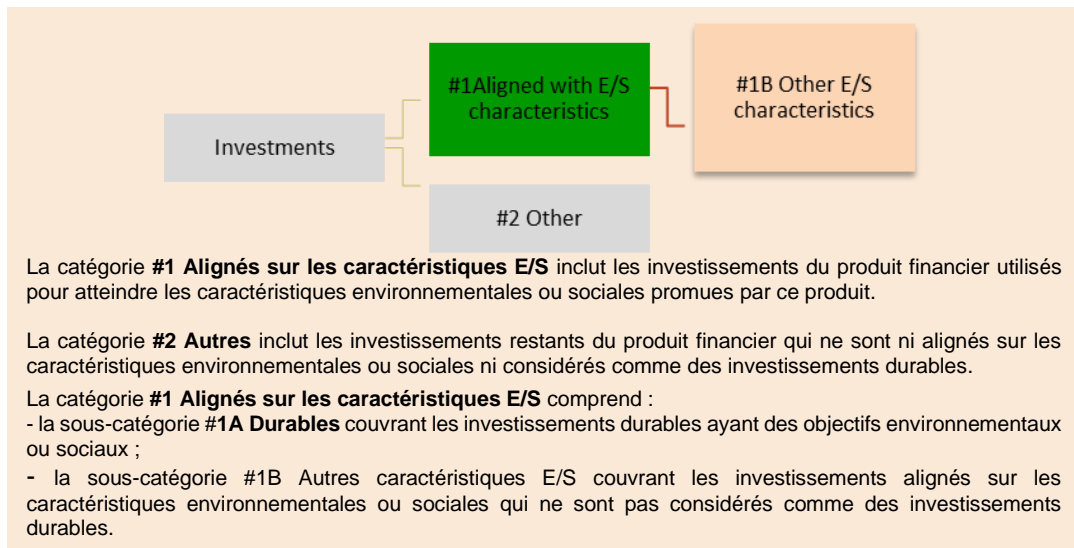 #1Aligned with E/S
characteristics
#1B Other E/S
characteristics
Investments
#2 Other
La catégorie #1 Alignés sur les caractéristiques E/S inclut les investissements du produit financier utilisés
pour atteindre les caractéristiques environnementales ou sociales promues par ce produit.
La catégorie #2 Autres inclut les investissements restants du produit financier qui ne sont ni alignés sur les
caractéristiques environnementales ou sociales ni considérés comme des investissements durables.
La catégorie #1 Alignés sur les caractéristiques E/S comprend :
- la sous-catégorie #1A Durables couvrant les investissements durables ayant des objectifs environnementaux
ou sociaux ;
- la sous-catégorie #1B Autres caractéristiques E/S couvrant les investissements alignés sur les
caractéristiques environnementales ou sociales qui ne sont pas considérés comme des investissements
durables.